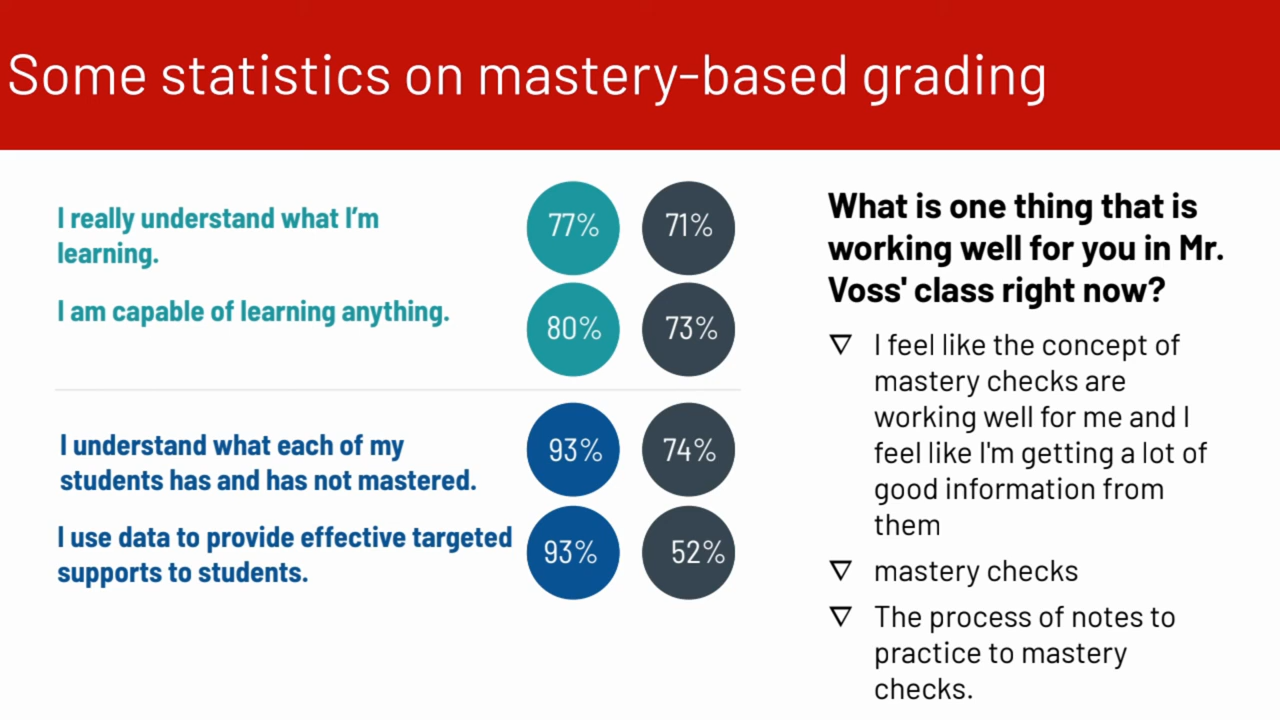 Some statistics on mastery-based grading
I really understand what I’m
learning.
77%
71%
I am capable of learning anything.
80%
73%
I understand what each of my
students has and has not mastered.
93%
74%
I use data to provide effective targeted
supports to students.
93%
52%
What is one thing that is
working well for you in Mr.
Voss' class right now?
I feel like the concept of
mastery checks are
working well for me and I
feel like I'm getting a lot of
good information from
them
mastery checks
The process of notes to
practice to mastery
checks.